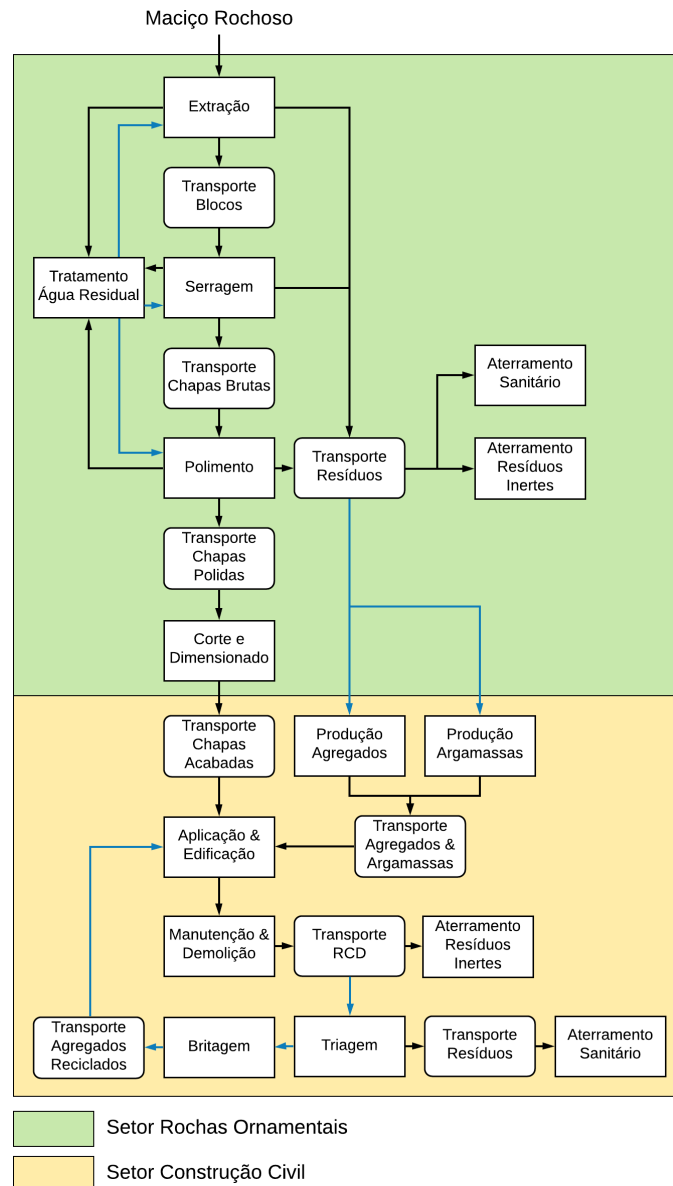 Maciço Rochoso
Extração
Transporte
Blocos
Tratamento
Água Residual
Serragem
Transporte
Chapas Brutas
Aterramento
Sanitário
Polimento
Transporte
Resíduos
Aterramento
Resíduos
Inertes
Transporte
Chapas
Polidas
Corte e
Dimensionado
Transporte
Chapas
Acabadas
Produção
Agregados
Produção
Argamassas
Aplicação &
Edificação
Transporte
Agregados &
Argamassas
Manutenção &
Demolição
Transporte
RCD
Aterramento
Resíduos
Inertes
Transporte
Agregados
Reciclados
Britagem
Triagem
Transporte
Resíduos
Aterramento
Sanitário
Setor Rochas Ornamentais
Setor Construção Civil